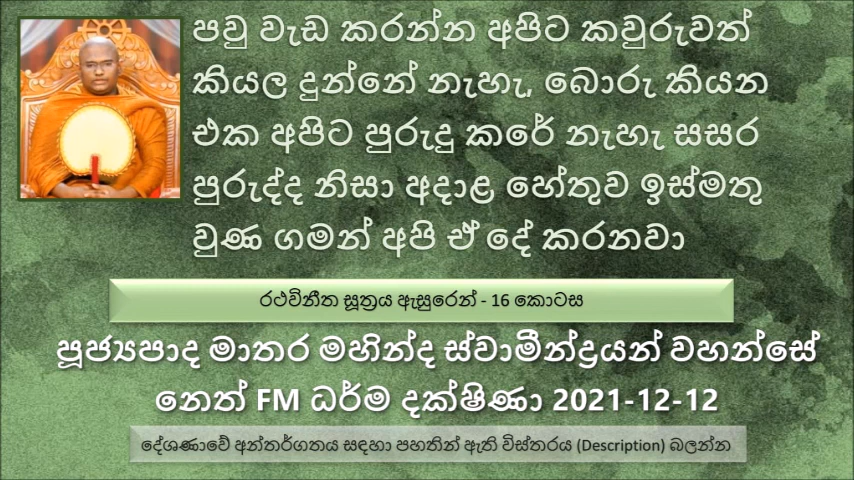 පවු වැඩ කරන්න අපිට කවුරුවත්
කියල දුන්නේ නැහැ, බොරු කියන
එක අපිට පුරුදු කරේ නැහැ සසර
පුරුද්ද නිසා අදාළ හේතුව ඉස්මතු
වුණ ගමන් අපි ඒ දේ කරනවා
රථවිනීත සූත්‍රය ඇසුරෙන් - 16 කොටස
පූජ්‍යපාද මාතර මහින්ද ස්වාමීන්ද්‍රයන් වහන්සේ
නෙත් FM ධර්ම දක්ෂිණා 2021-12-12
දේශණාවේ අන්තර්ගතය සඳහා පහතින් ඇති විස්තරය (Description) බලන්න